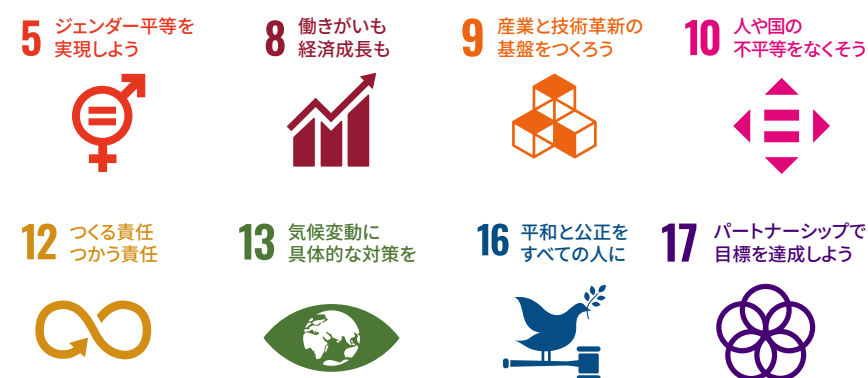 5 ジェンダー平等を
実現しよう
8 働きがいも
経済成長も
9 産業と技術革新の
基盤をつくろう
10 人や国の
不平等をなくそう
12 つくる責任
つかう責任
13 気候変動に
具体的な対策を
16 平和と公正を
すべての人に
17 パートナーシップで
目標を達成しよう